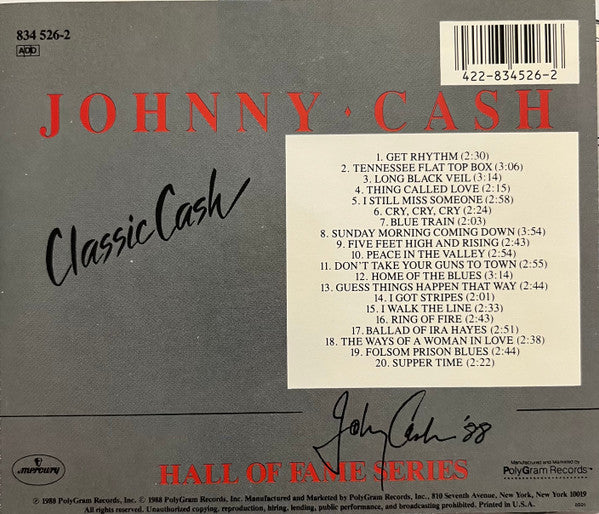 834 526-2
ADD
422-834526-2
JOHNNY · CASH
Classic Cash
1. GET RHYTHM (2:30)
2. TENNESSEE FLAT TOP BOX (3:06)
3. LONG BLACK VEIL (3:14)
4. THING CALLED LOVE (2:15)
5. I STILL MISS SOMEONE (2:58)
6. CRY, CRY, CRY (2:24)
7. BLUE TRAIN (2:03)
8. SUNDAY MORNING COMING DOWN (3:54)
9. FIVE FEET HIGH AND RISING (2:43)
10. PEACE IN THE VALLEY (2:54)
11. DON'T TAKE YOUR GUNS TO TOWN (2:55)
12. HOME OF THE BLUES (3:14)
13. GUESS THINGS HAPPEN THAT WAY (2:44)
14. I GOT STRIPES (2:01)
15. I WALK THE LINE (2:33)
16. RING OF FIRE (2:43)
17. BALLAD OF IRA HAYES (2:51)
18. THE WAYS OF A WOMAN IN LOVE (2:38)
19. FOLSOM PRISON BLUES (2:44)
20. SUPPER TIME (2:22)
Johnny Cash '88
HALL OF FAME SERIES
mercury
Manufactured and Marketed by
PolyGram Records™
℗ 1988 PolyGram Records, Inc. © 1988 PolyGram Records, Inc. Manufactured and Marketed by PolyGram Records, Inc., 810 Seventh Avenue, New York, New York 10019
All rights reserved. Unauthorized copying, reproduction, hiring, lending, public performance, and broadcasting prohibited. Printed in U.S.A.